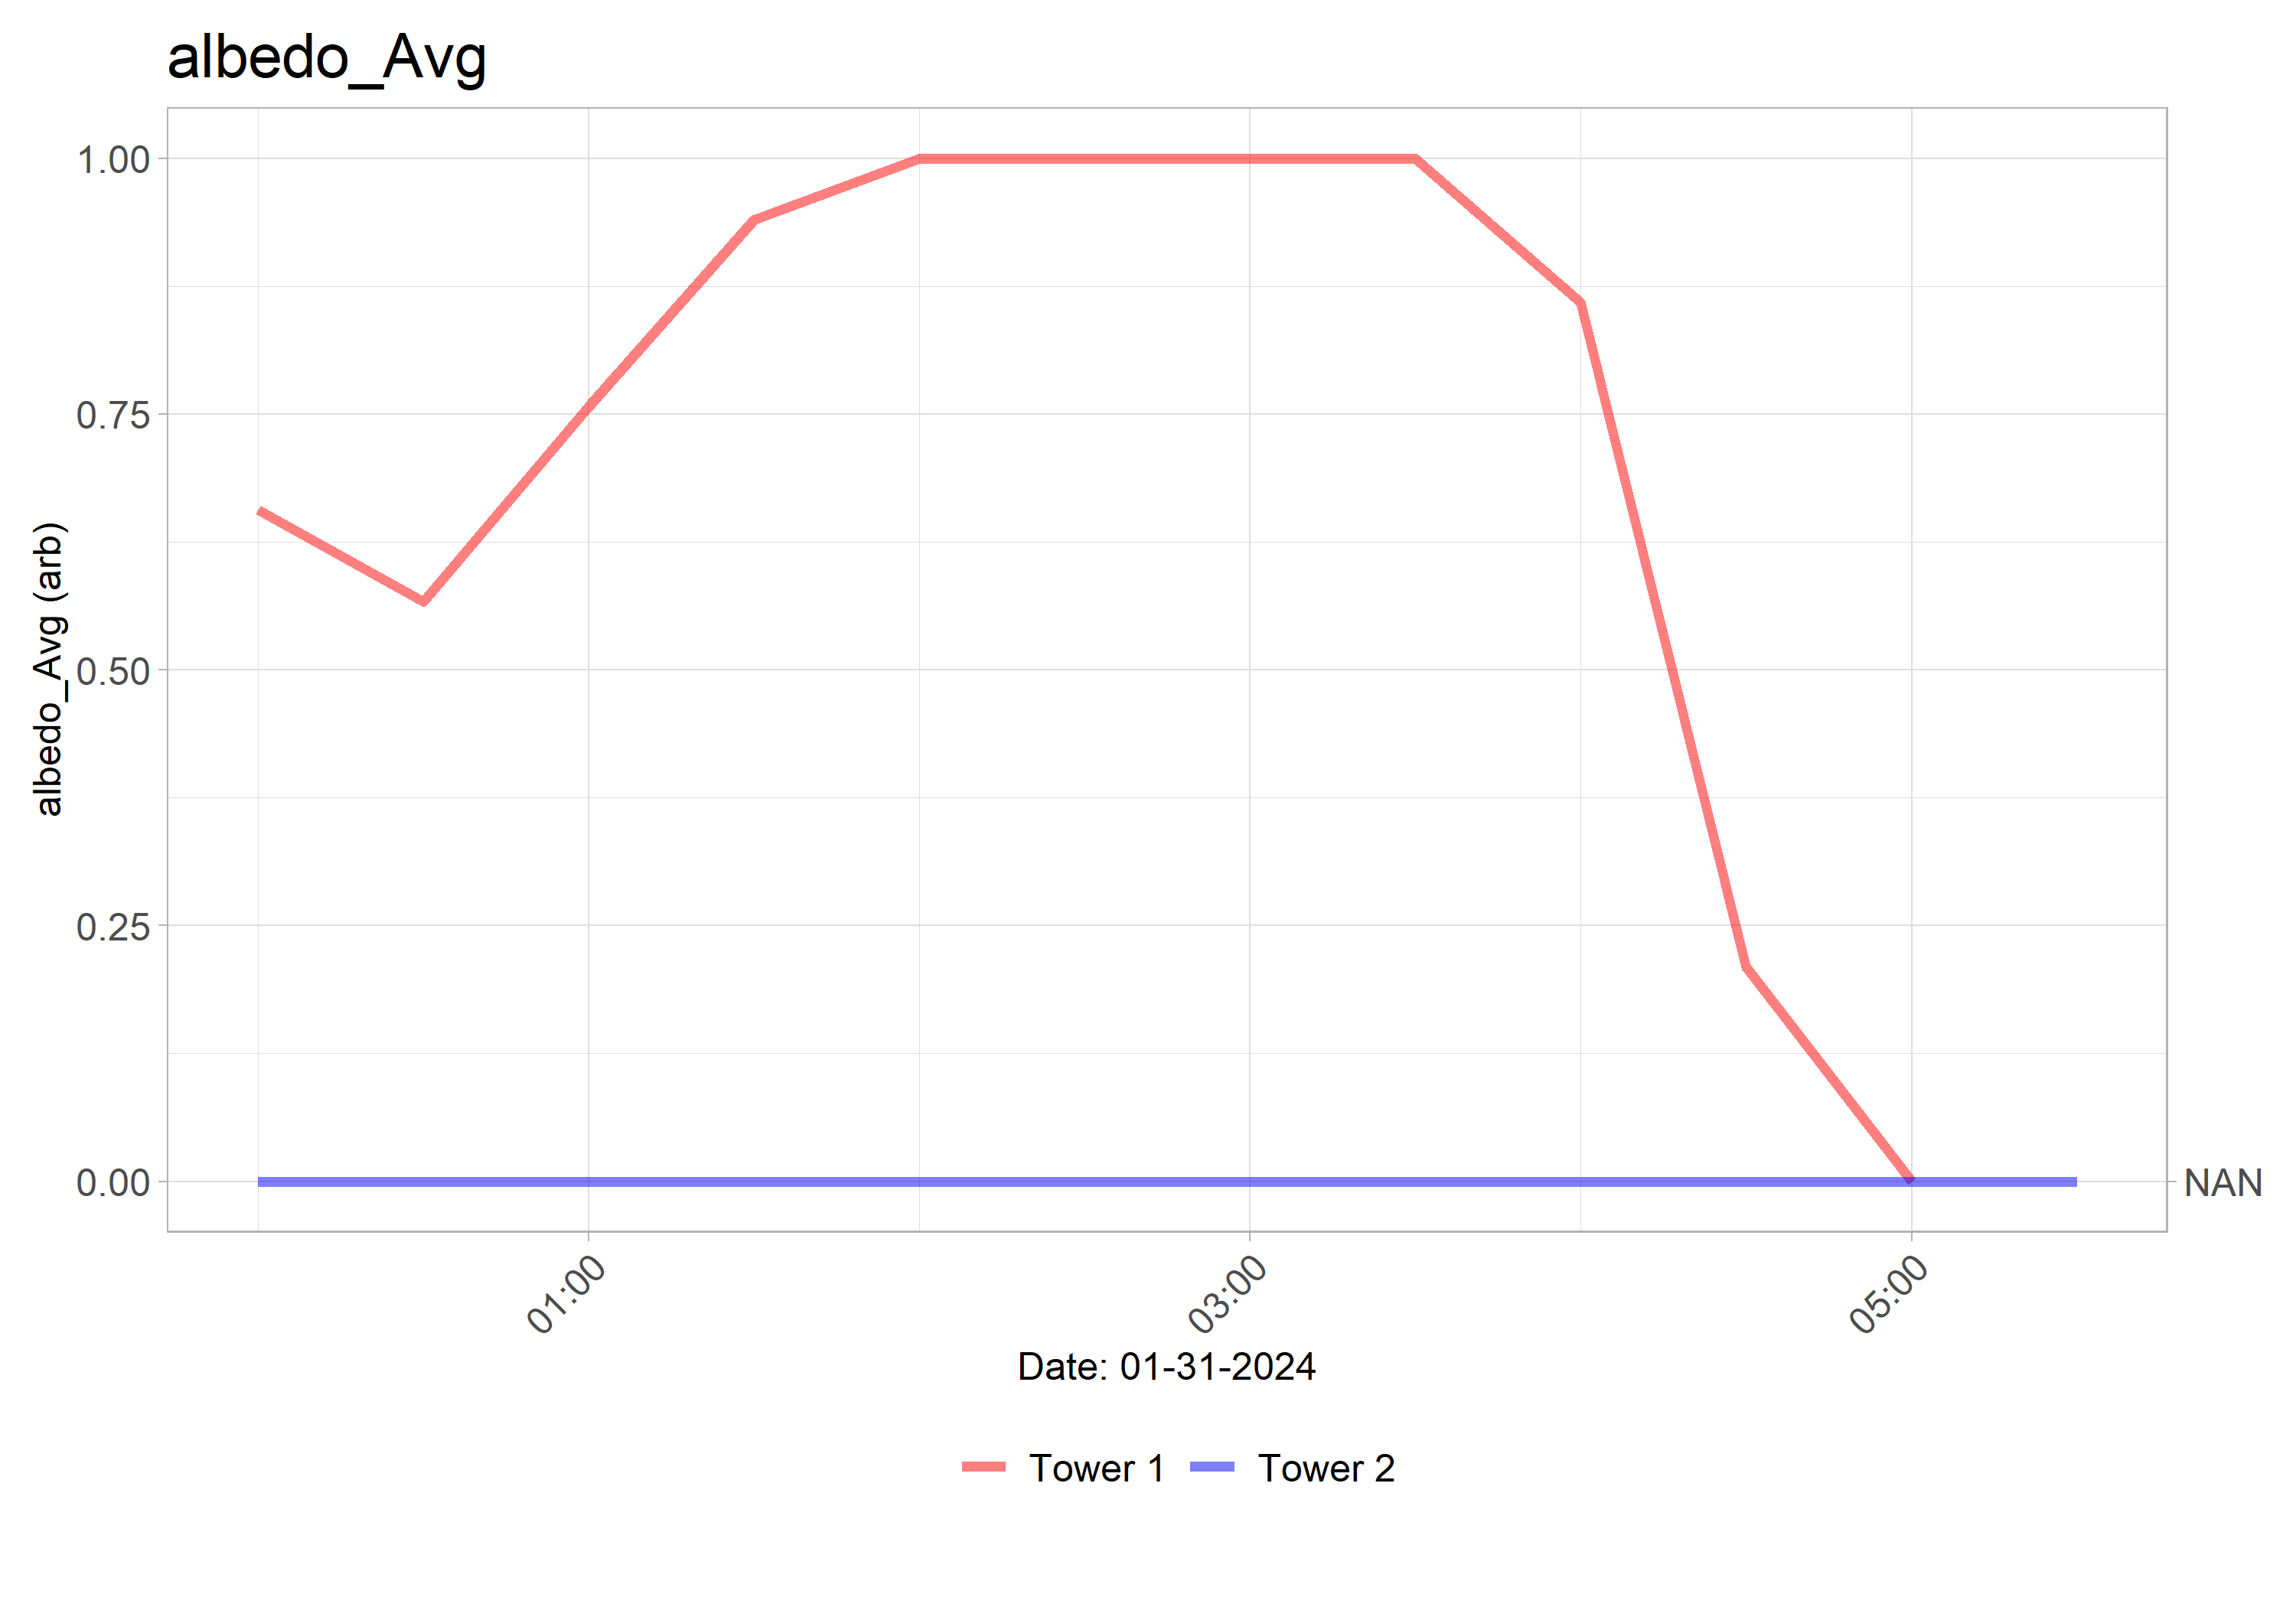 albedo_Avg
albedo_Avg (arb)
1.00
0.75
0.50
0.25
0.00
NAN
01:00
03:00
05:00
Date: 01-31-2024
Tower 1
Tower 2